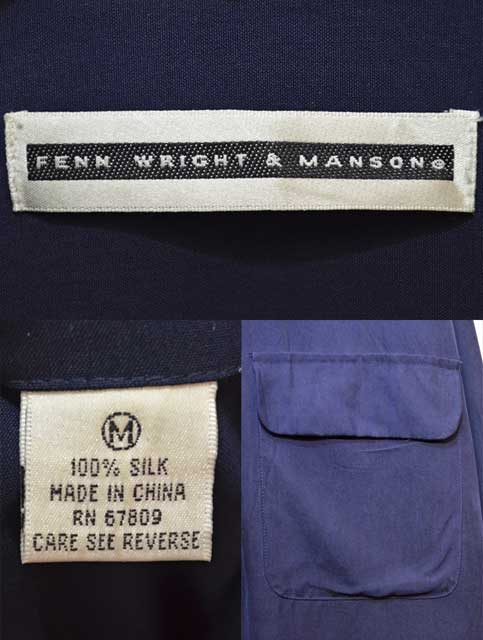 FENN WRIGHT & MANSON®
M
100% SILK
MADE IN CHINA
RN 67809
CARE SEE REVERSE